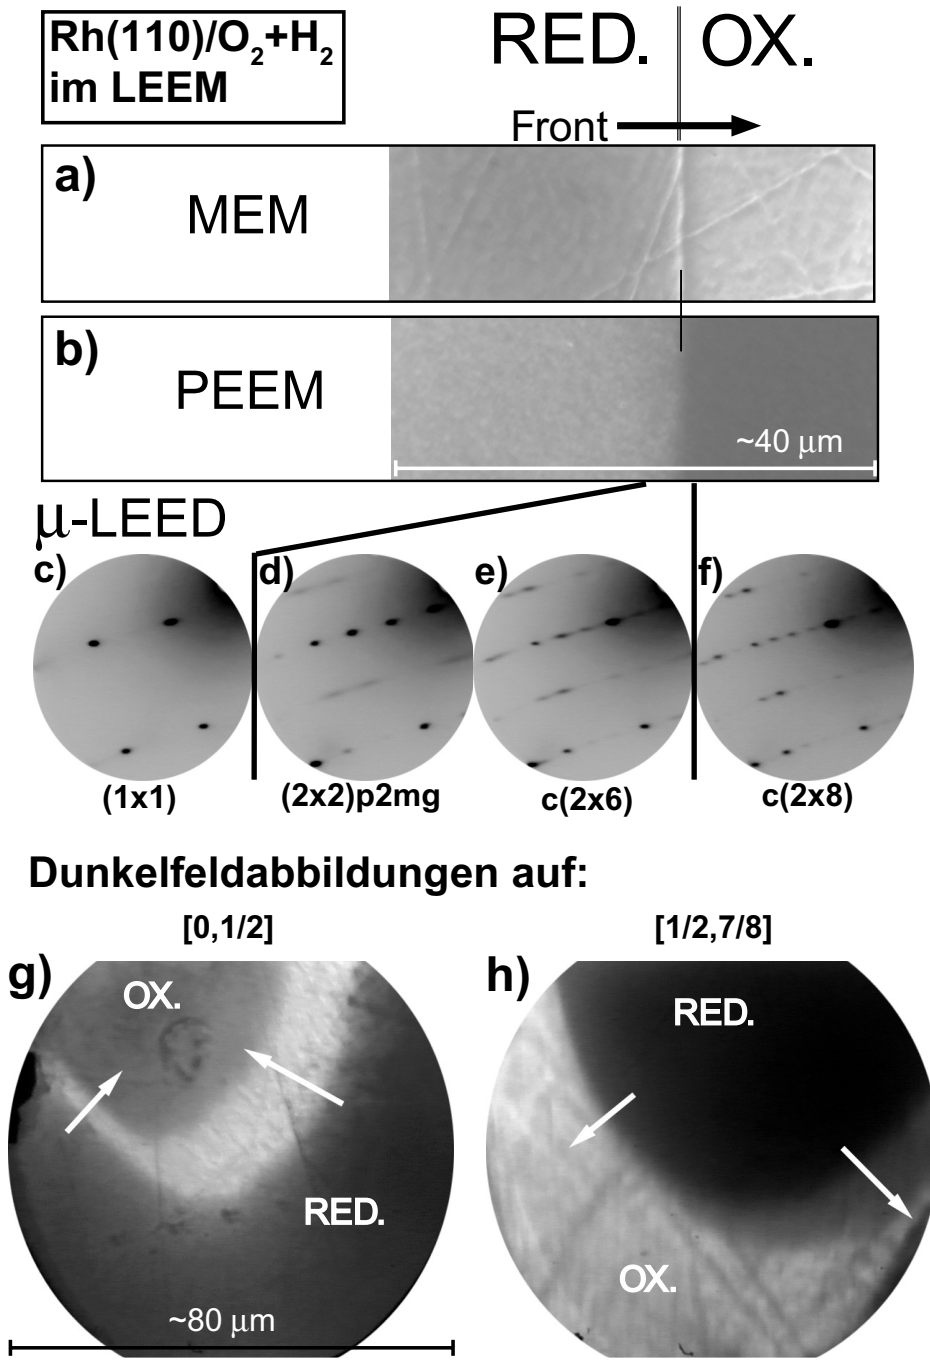 Rh(110)/O₂+H₂
im LEEM
RED. OX.
Front
a)
MEM
b)
PEEM
~40 μm
μ-LEED
c) d) e) f)
(1x1) (2x2)p2mg c(2x6) c(2x8)
Dunkelfeldabbildungen auf:
[0,1/2] [1/2,7/8]
g) h)
OX.
RED.
RED.
OX.
~80 μm